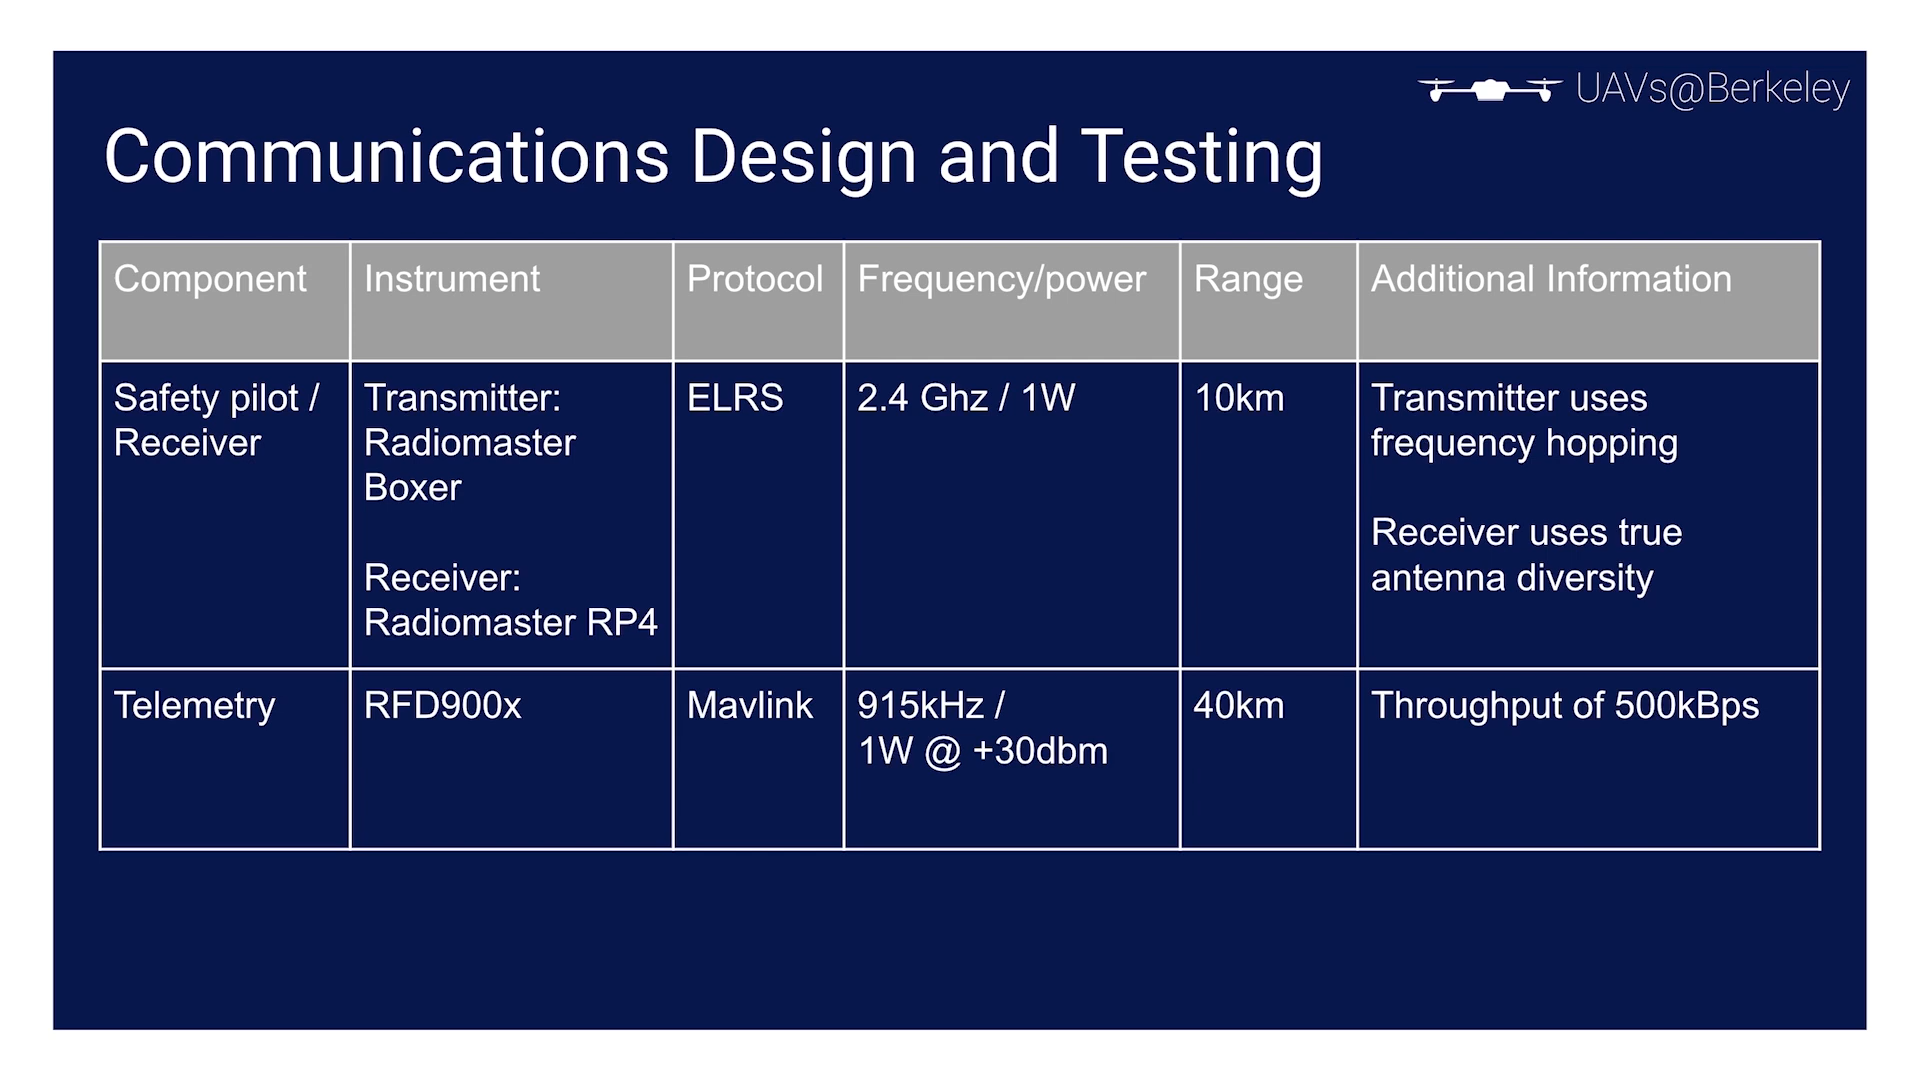 UAVs@Berkeley
Communications Design and Testing
Component
Instrument
Protocol
Frequency/power
Range
Additional Information
Safety pilot /
Receiver
Transmitter:
Radiomaster
Boxer
Receiver:
Radiomaster RP4
ELRS
2.4 Ghz / 1W
10km
Transmitter uses
frequency hopping
Receiver uses true
antenna diversity
Telemetry
RFD900x
Mavlink
915kHz /
1W @ +30dbm
40km
Throughput of 500kBps